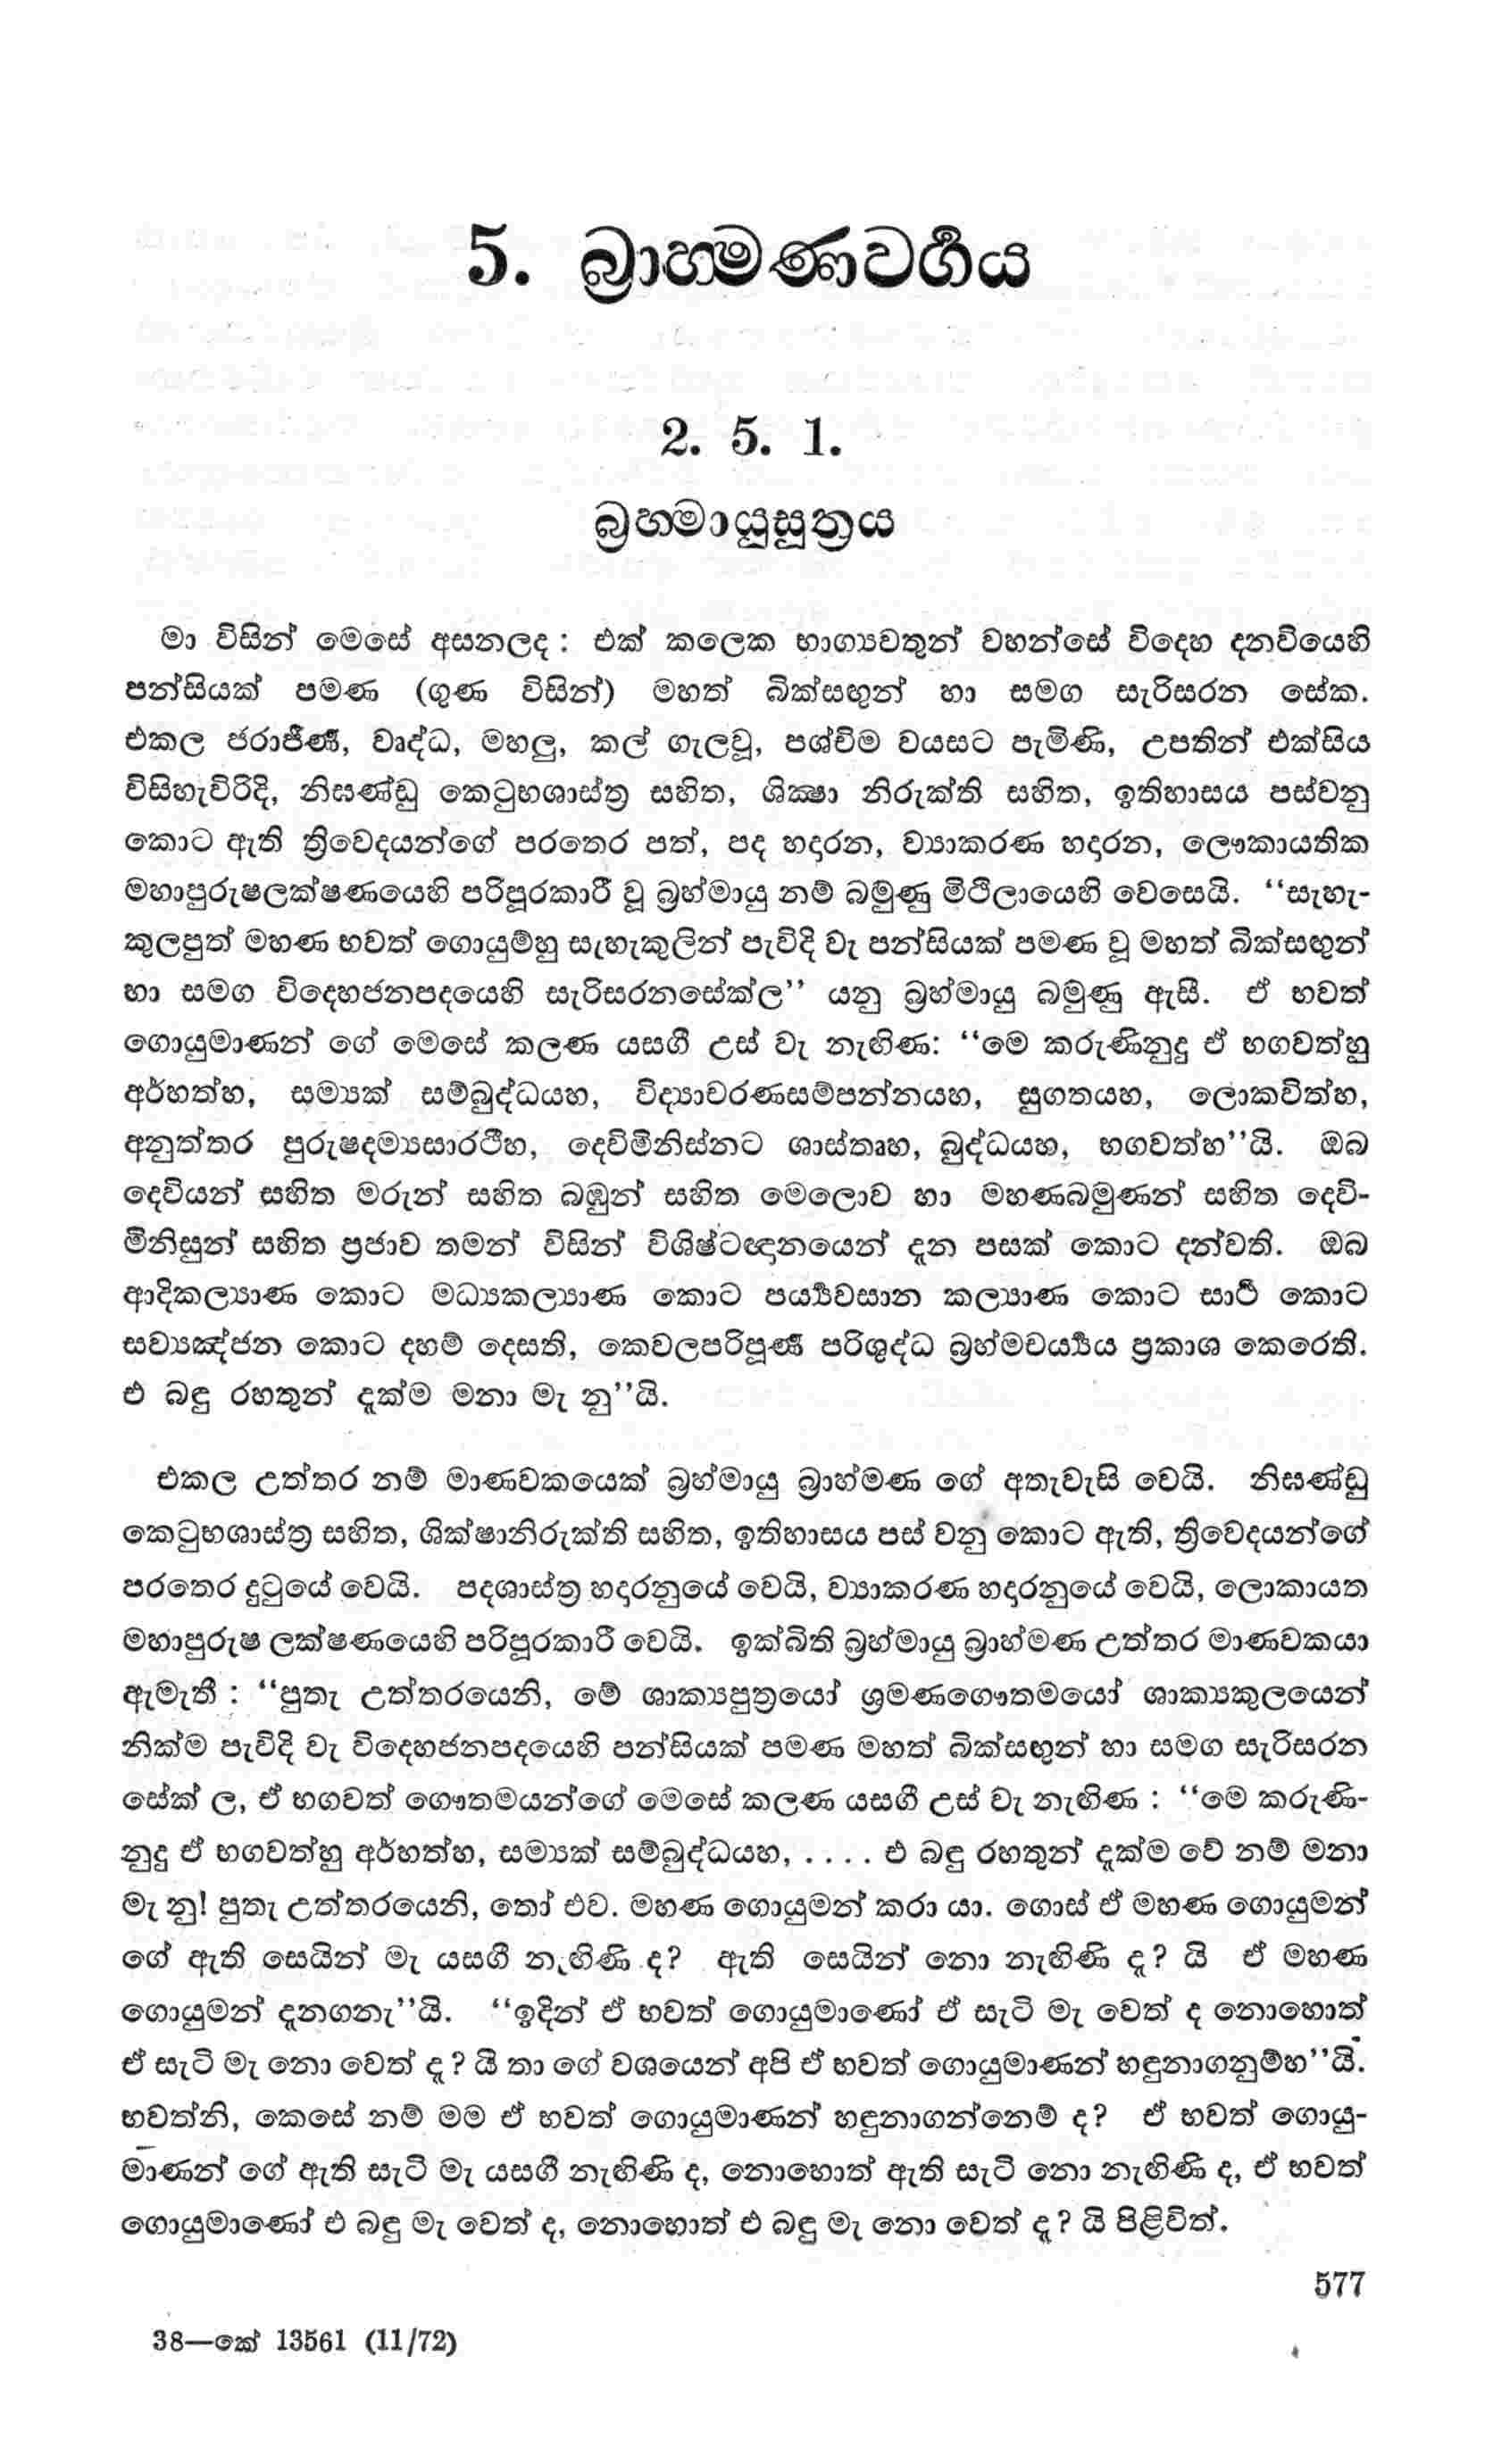 5. බ්‍රාහ්මණවර්‍ගය
2. 5. 1.
බ්‍රහ්මායුසූත්‍රය
මා විසින් මෙසේ අසනලද : එක් කලෙක භාග්‍යවතුන් වහන්සේ විදෙහ දනවියෙහි
පන්සියක් පමණ (ගුණ විසින්) මහත් බික්සඟුන් හා සමග සැරිසරන සේක.
එකල ජරාජීර්‍ණ, වෘද්ධ, මහලු, කල් ගැලවූ, පශ්චිම වයසට පැමිණි, උපතින් එක්සිය
විසිහැවිරිදි, නිඝණ්ඩු කෙටුභශාස්ත්‍ර සහිත, ශික්‍ෂා නිරුක්ති සහිත, ඉතිහාසය පස්වනු
කොට ඇති ත්‍රිවෙදයන්ගේ පරතෙර පත්, පද හදාරන, ව්‍යාකරණ හදාරන, ලෞකායතික
මහාපුරුෂලක්ෂණයෙහි පරිපූරකාරී වූ බ්‍රහ්මායු නම් බමුණු මිථිලායෙහි වෙසෙයි. “සැහැ-
කුලපුත් මහණ භවත් ගොයුම්හු සැහැකුලින් පැවිදි වැ පන්සියක් පමණ වූ මහත් බික්සඟුන්
හා සමග විදෙහජනපදයෙහි සැරිසරනසේක්ල” යනු බ්‍රහ්මායු බමුණු ඇසී. ඒ භවත්
ගොයුමාණන් ගේ මෙසේ කලණ යසගී උස් වැ නැඟිණ: “මෙ කරුණිනුදු ඒ භගවත්හු
අර්හත්හ, සම්‍යක් සම්බුද්ධයහ, විද්‍යාචරණසම්පන්නයහ, සුගතයහ, ලොකවිත්හ,
අනුත්තර පුරුෂදම්‍යසාරථීහ, දෙවිමිනිස්නට ශාස්තෘහ, බුද්ධයහ, භගවත්හ”යි. ඔබ
දෙවියන් සහිත මරුන් සහිත බඹුන් සහිත මෙලොව හා මහණබමුණන් සහිත දෙවි-
මිනිසුන් සහිත ප්‍රජාව තමන් විසින් විශිෂ්ටඥානයෙන් දැන පසක් කොට දන්වති. ඔබ
ආදිකල්‍යාණ කොට මධ්‍යකල්‍යාණ කොට පර්‍ය්‍යවසාන කල්‍යාණ කොට සාර්‍ථ කොට
සව්‍යඤ්ජන කොට දහම් දෙසති, කෙවලපරිපූර්‍ණ පරිශුද්ධ බ්‍රහ්මචර්‍ය්‍යය ප්‍රකාශ කෙරෙති.
එ බඳු රහතුන් දැක්ම මනා මැ නු”යි.
එකල උත්තර නම් මාණවකයෙක් බ්‍රහ්මායු බ්‍රාහ්මණ ගේ අතැවැසි වෙයි. නිඝණ්ඩු
කෙටුභශාස්ත්‍ර සහිත, ශික්ෂානිරුක්ති සහිත, ඉතිහාසය පස් වනු කොට ඇති, ත්‍රිවෙදයන්ගේ
පරතෙර දුටුයේ වෙයි. පදශාස්ත්‍ර හදාරනුයේ වෙයි, ව්‍යාකරණ හදාරනුයේ වෙයි, ලොකායත
මහාපුරුෂ ලක්ෂණයෙහි පරිපූරකාරී වෙයි. ඉක්බිති බ්‍රහ්මායු බ්‍රාහ්මණ උත්තර මාණවකයා
ඇමැතී : “පුතැ උත්තරයෙනි, මේ ශාක්‍යපුත්‍රයෝ ශ්‍රමණගෞතමයෝ ශාක්‍යකුලයෙන්
නික්ම පැවිදි වැ විදෙහජනපදයෙහි පන්සියක් පමණ මහත් බික්සඟුන් හා සමග සැරිසරන
සේක් ල, ඒ භගවත් ගෞතමයන්ගේ මෙසේ කලණ යසගී උස් වැ නැඟිණ : “මෙ කරුණි-
නුදු ඒ භගවත්හු අර්හත්හ, සම්‍යක් සම්බුද්ධයහ, . . . . එ බඳු රහතුන් දැක්ම වේ නම් මනා
මැ නු! පුතැ උත්තරයෙනි, තෝ එව. මහණ ගොයුමන් කරා යා. ගොස් ඒ මහණ ගොයුමන්
ගේ ඇති සෙයින් මැ යසගී නැඟිණි ද? ඇති සෙයින් නො නැඟිණි දැ? යි ඒ මහණ
ගොයුමන් දැනගනැ”යි. “ඉදින් ඒ භවත් ගොයුමාණෝ ඒ සැටි මැ වෙත් ද නොහොත්
ඒ සැටි මැ නො වෙත් දැ? යි තා ගේ වශයෙන් අපි ඒ භවත් ගොයුමාණන් හඳුනාගනුම්හ”යි.
භවත්නි, කෙසේ නම් මම ඒ භවත් ගොයුමාණන් හඳුනාගන්නෙම් ද? ඒ භවත් ගොයු-
මාණන් ගේ ඇති සැටි මැ යසගී නැඟිණි ද, නොහොත් ඇති සැටි නො නැඟිණි ද, ඒ භවත්
ගොයුමාණෝ එ බඳු මැ වෙත් ද, නොහොත් එ බඳු මැ නො වෙත් දැ? යි පිළිවිත්.
577
38—කේ 13561 (11/72)